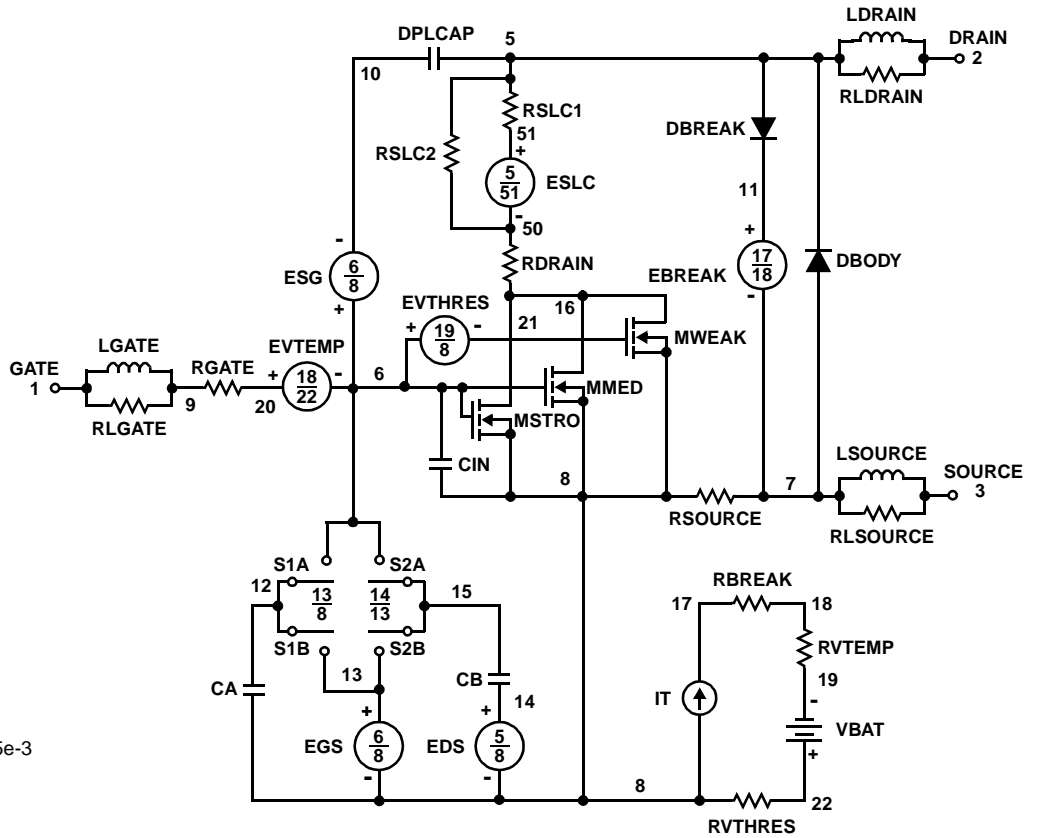 LDRAIN
DPLCAP
5
DRAIN
2
10
RLDRAIN
RSLC1
51
DBREAK
RSLC2
+
5
51
ESLC
11
-
50
-
+
RDRAIN
17
18
DBODY
ESG
6
8
EBREAK
-
EVTHRES
16
+
+
19
8
-
21
MWEAK
LGATE
EVTEMP
GATE
1
RGATE
+
18
22
-
6
MMED
9
20
MSTRO
RLGATE
LSOURCE
CIN
8
7
SOURCE
3
RSOURCE
RLSOURCE
S1A
S2A
12
13
8
14
13
15
RBREAK
17
18
S1B
S2B
RVTEMP
13
CB
19
CA
14
IT
-
+
+
VBAT
5e-3
EGS
6
8
EDS
5
8
+
-
-
8
22
RVTHRES